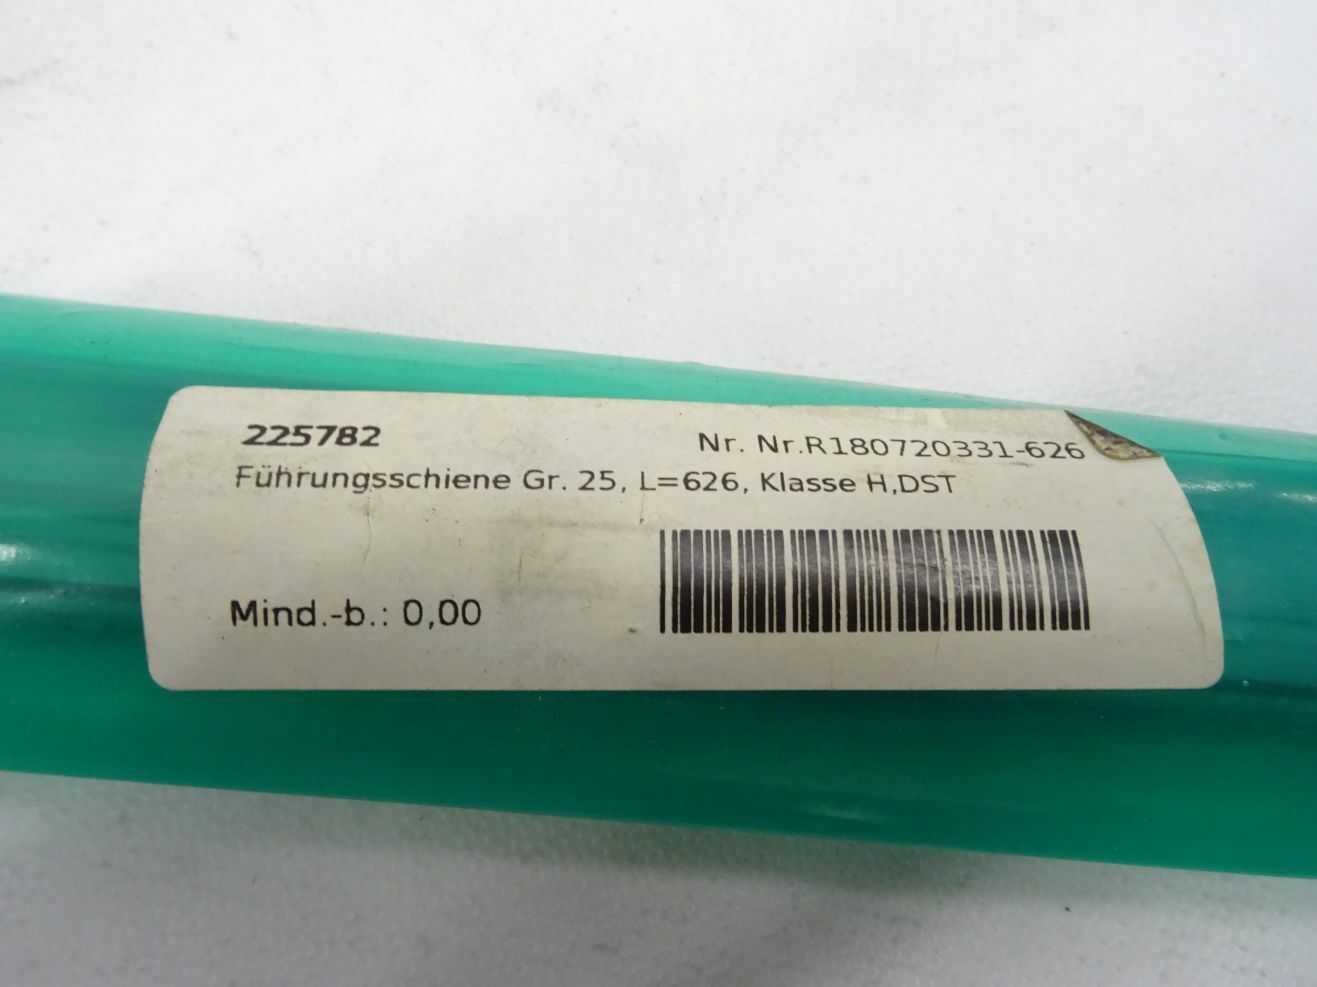 225782
Nr. Nr.R180720331-626
Führungsschiene Gr. 25, L=626, Klasse H,DST
Mind.-b.: 0,00